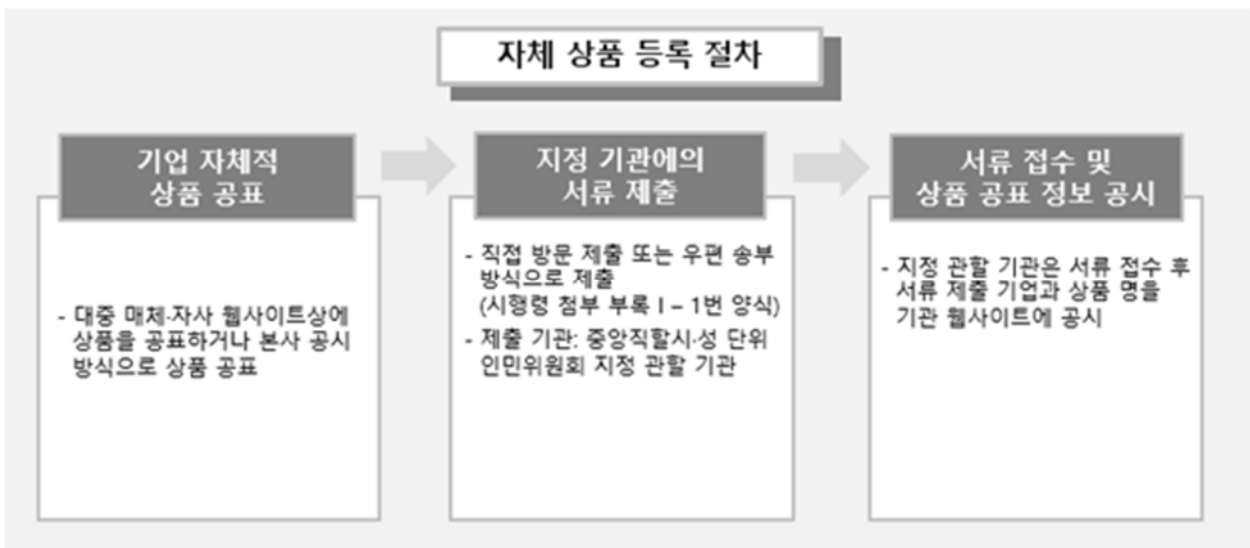 자체 상품 등록 절차
기업 자체적
상품 공표
- 대중 매체·자사 웹사이트상에
상품을 공표하거나 본사 공시
방식으로 상품 공표
지정 기관에의
서류 제출
- 직접 방문 제출 또는 우편 송부
방식으로 제출
(시행령 첨부 부록 I – 1번 양식)
- 제출 기관: 중앙직할시·성 단위
인민위원회 지정 관할 기관
서류 접수 및
상품 공표 정보 공시
- 지정 관할 기관은 서류 접수 후
서류 제출 기업과 상품 명을
기관 웹사이트에 공시